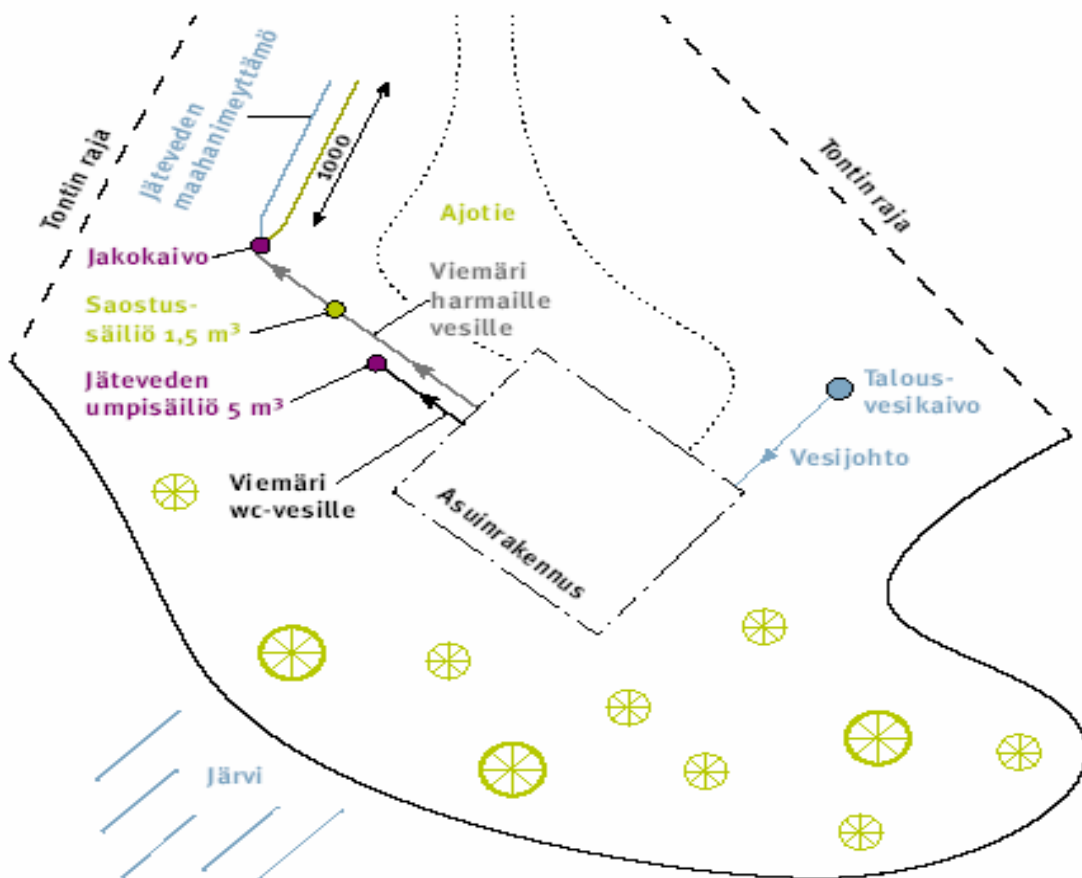 Tontin raja
Jäteveden
maahanimeyttämö
1000
Tontin raja
Ajotie
Jakokaivo
Viemäri
harmaille
vesille
Saostus-
säiliö 1,5 m³
Jäteveden
umpisäiliö 5 m³
Talous-
vesikaivo
Vesijohto
Viemäri
wc-vesille
Asuinrakennus
Järvi